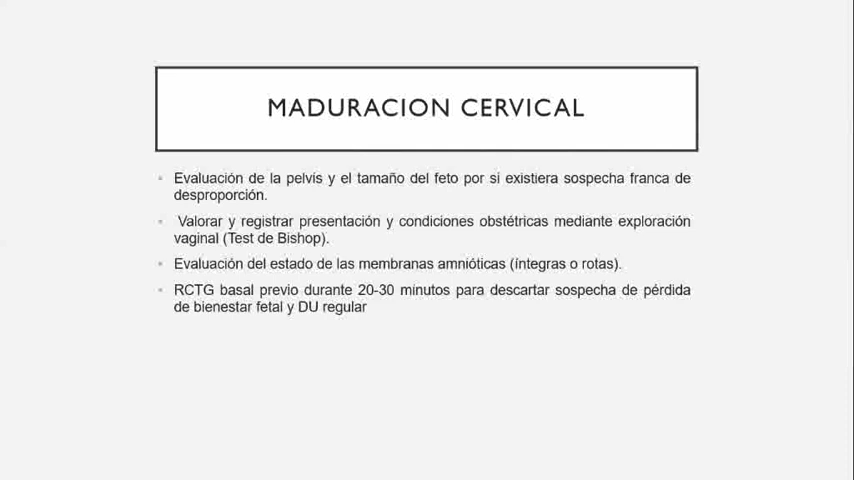 MADURACION CERVICAL
Evaluación de la pelvis y el tamaño del feto por si existiera sospecha franca de
desproporción.
Valorar y registrar presentación y condiciones obstétricas mediante exploración
vaginal (Test de Bishop).
Evaluación del estado de las membranas amnióticas (íntegras o rotas).
RCTG basal previo durante 20-30 minutos para descartar sospecha de pérdida
de bienestar fetal y DU regular